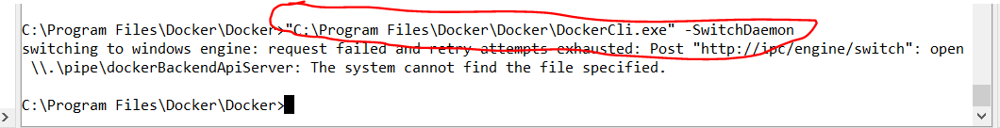 C:\Program Files\Docker\Docker>"C:\Program Files\Docker\Docker\DockerCli.exe" -SwitchDaemon
switching to windows engine: request failed and retry attempts exhausted: Post "http://ipc/engine/switch": open
\\.\pipe\dockerBackendApiServer: The system cannot find the file specified.
C:\Program Files\Docker\Docker>